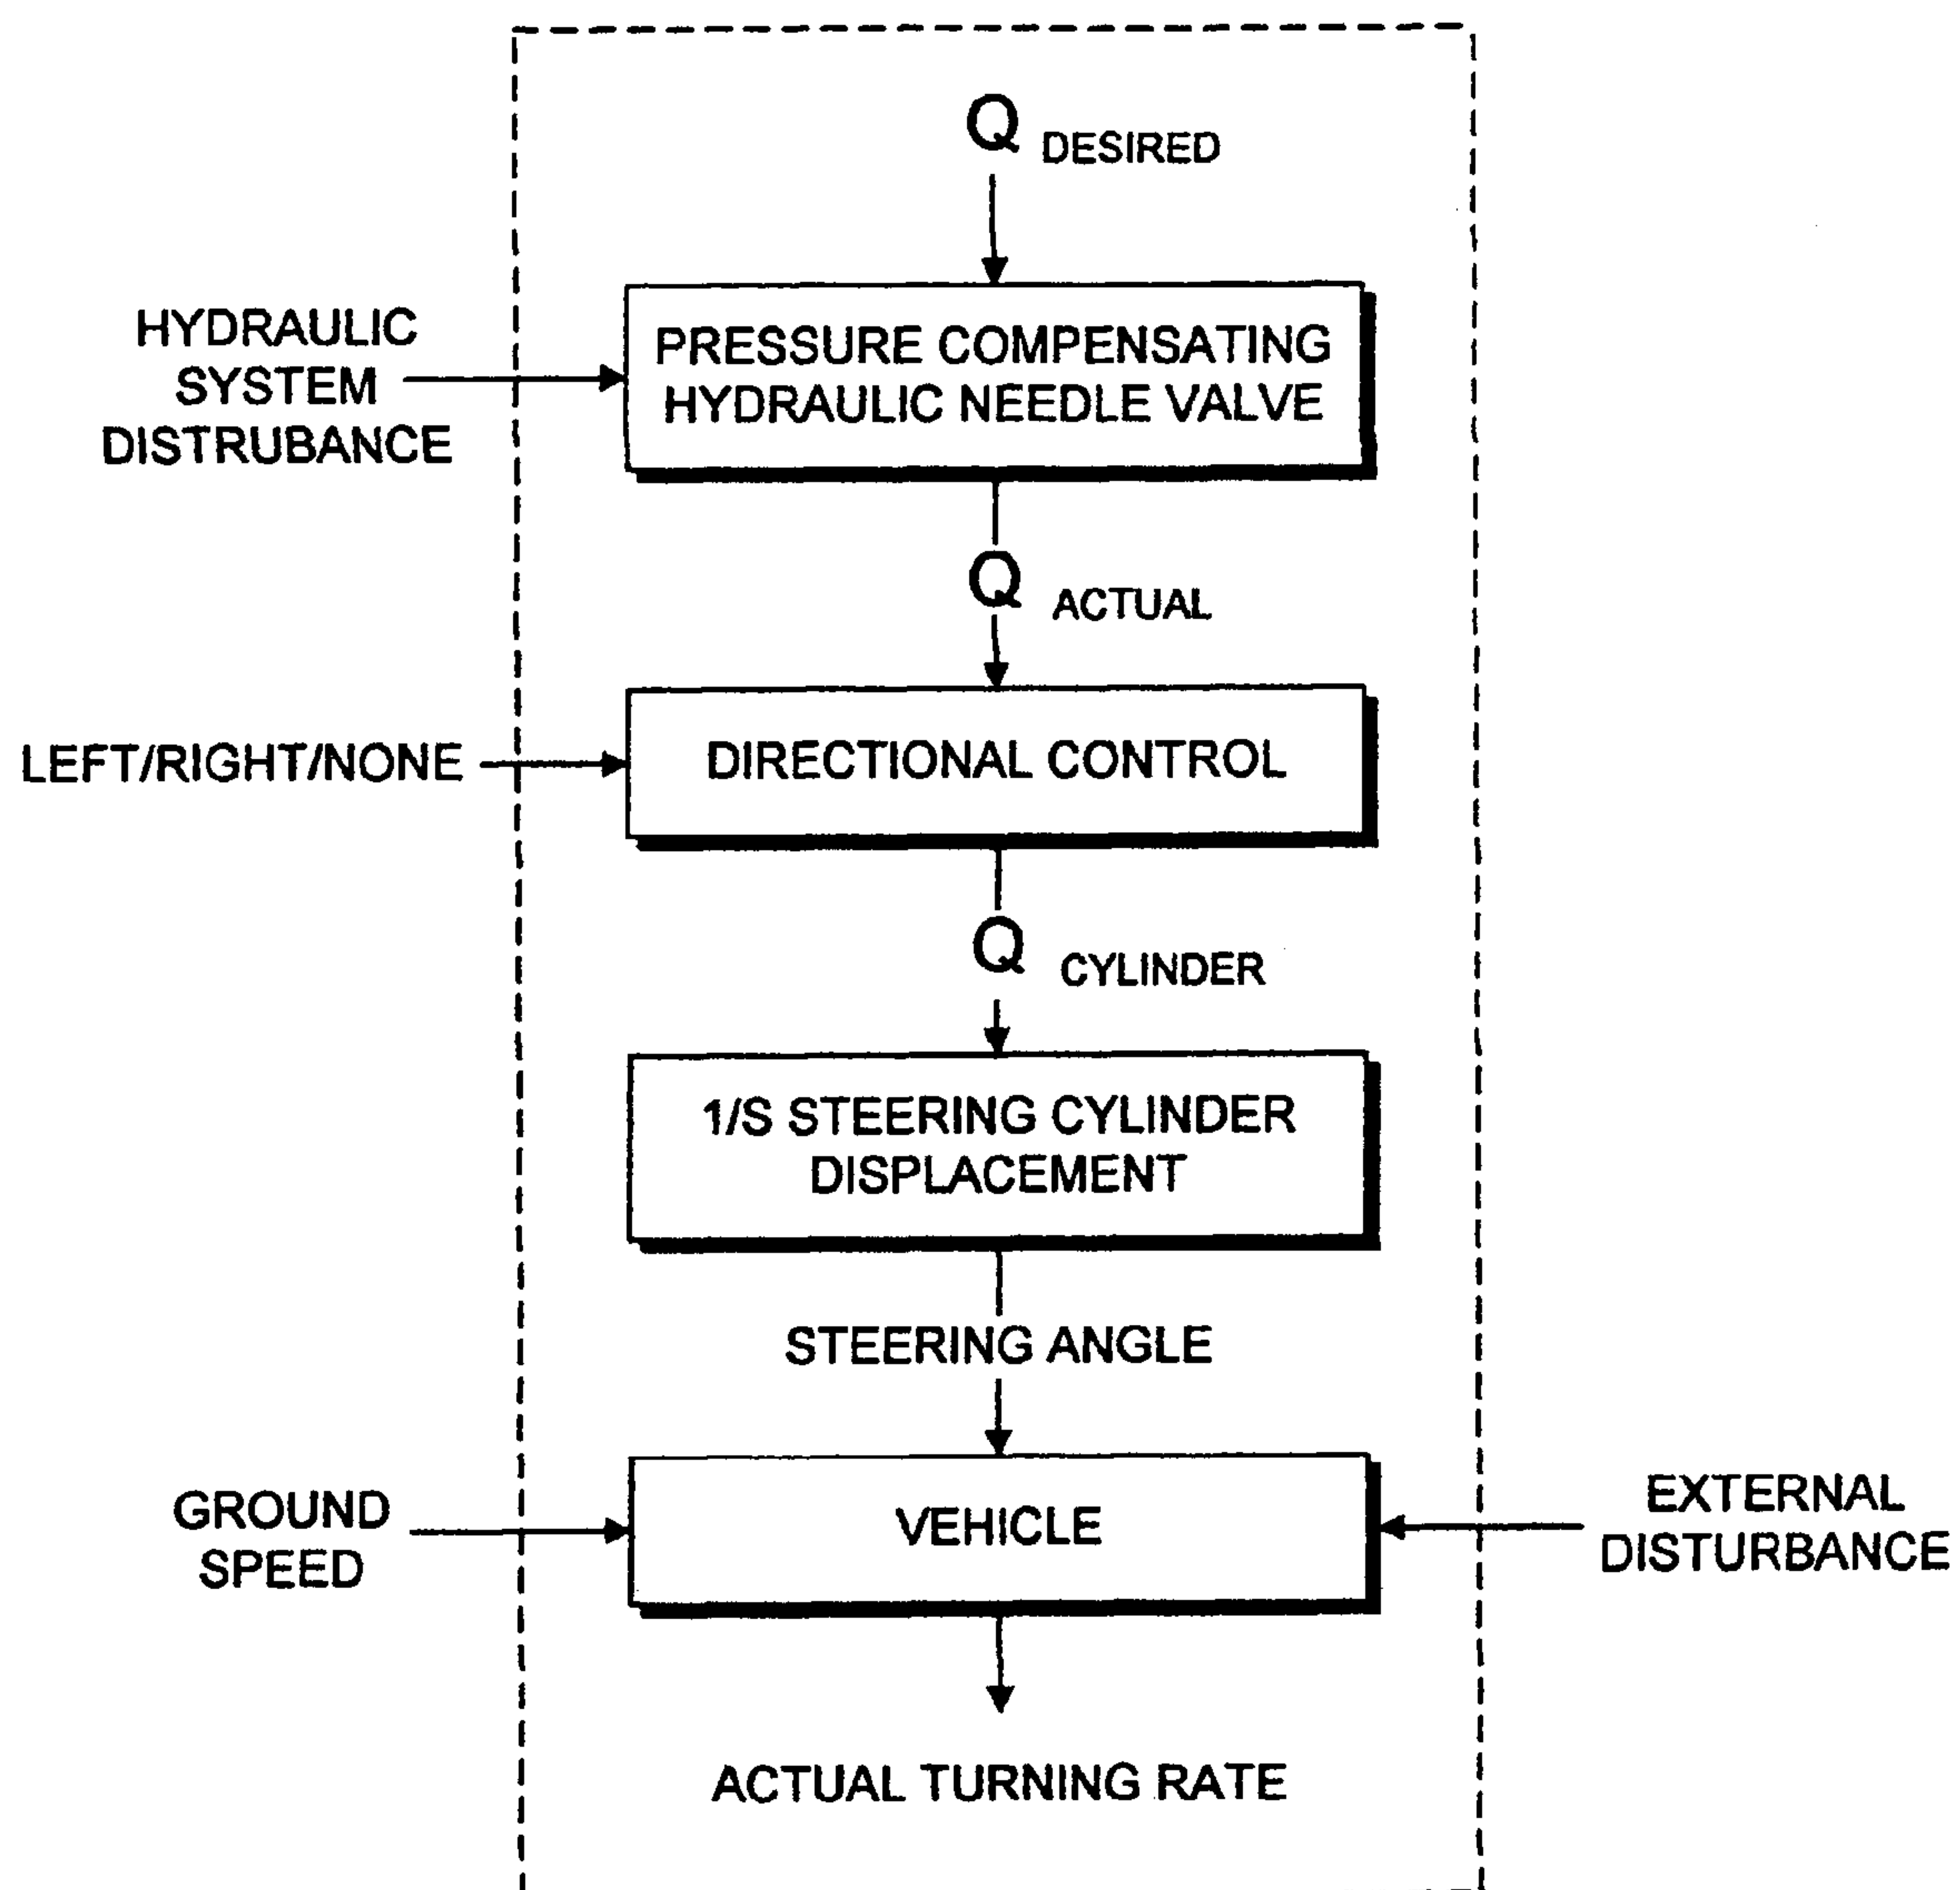 Q DESIRED
HYDRAULIC
SYSTEM
DISTRUBANCE
PRESSURE COMPENSATING
HYDRAULIC NEEDLE VALVE
Q ACTUAL
LEFT/RIGHT/NONE
DIRECTIONAL CONTROL
Q CYLINDER
1/S STEERING CYLINDER
DISPLACEMENT
STEERING ANGLE
GROUND
SPEED
VEHICLE
EXTERNAL
DISTURBANCE
ACTUAL TURNING RATE